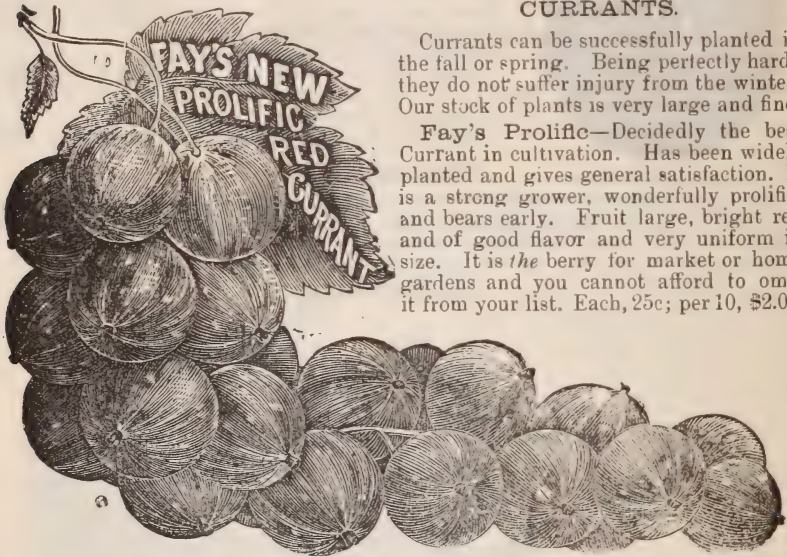 CURRANTS.
Currants can be successfully planted i
the fall or spring. Being perfectly hard
they do not suffer injury from the winte
Our stock of plants is very large and fin
Fay's Prolific—Decidedly the be
Currant in cultivation. Has been wide
planted and gives general satisfaction.
is a strong grower, wonderfully prolifi
and bears early. Fruit large, bright re
and of good flavor and very uniform i
size. It is the berry for market or hom
gardens and you cannot afford to om
it from your list. Each, 25c; per 10, $2.0
FAY'S NEW
PROLIFIC
RED
CURRANT